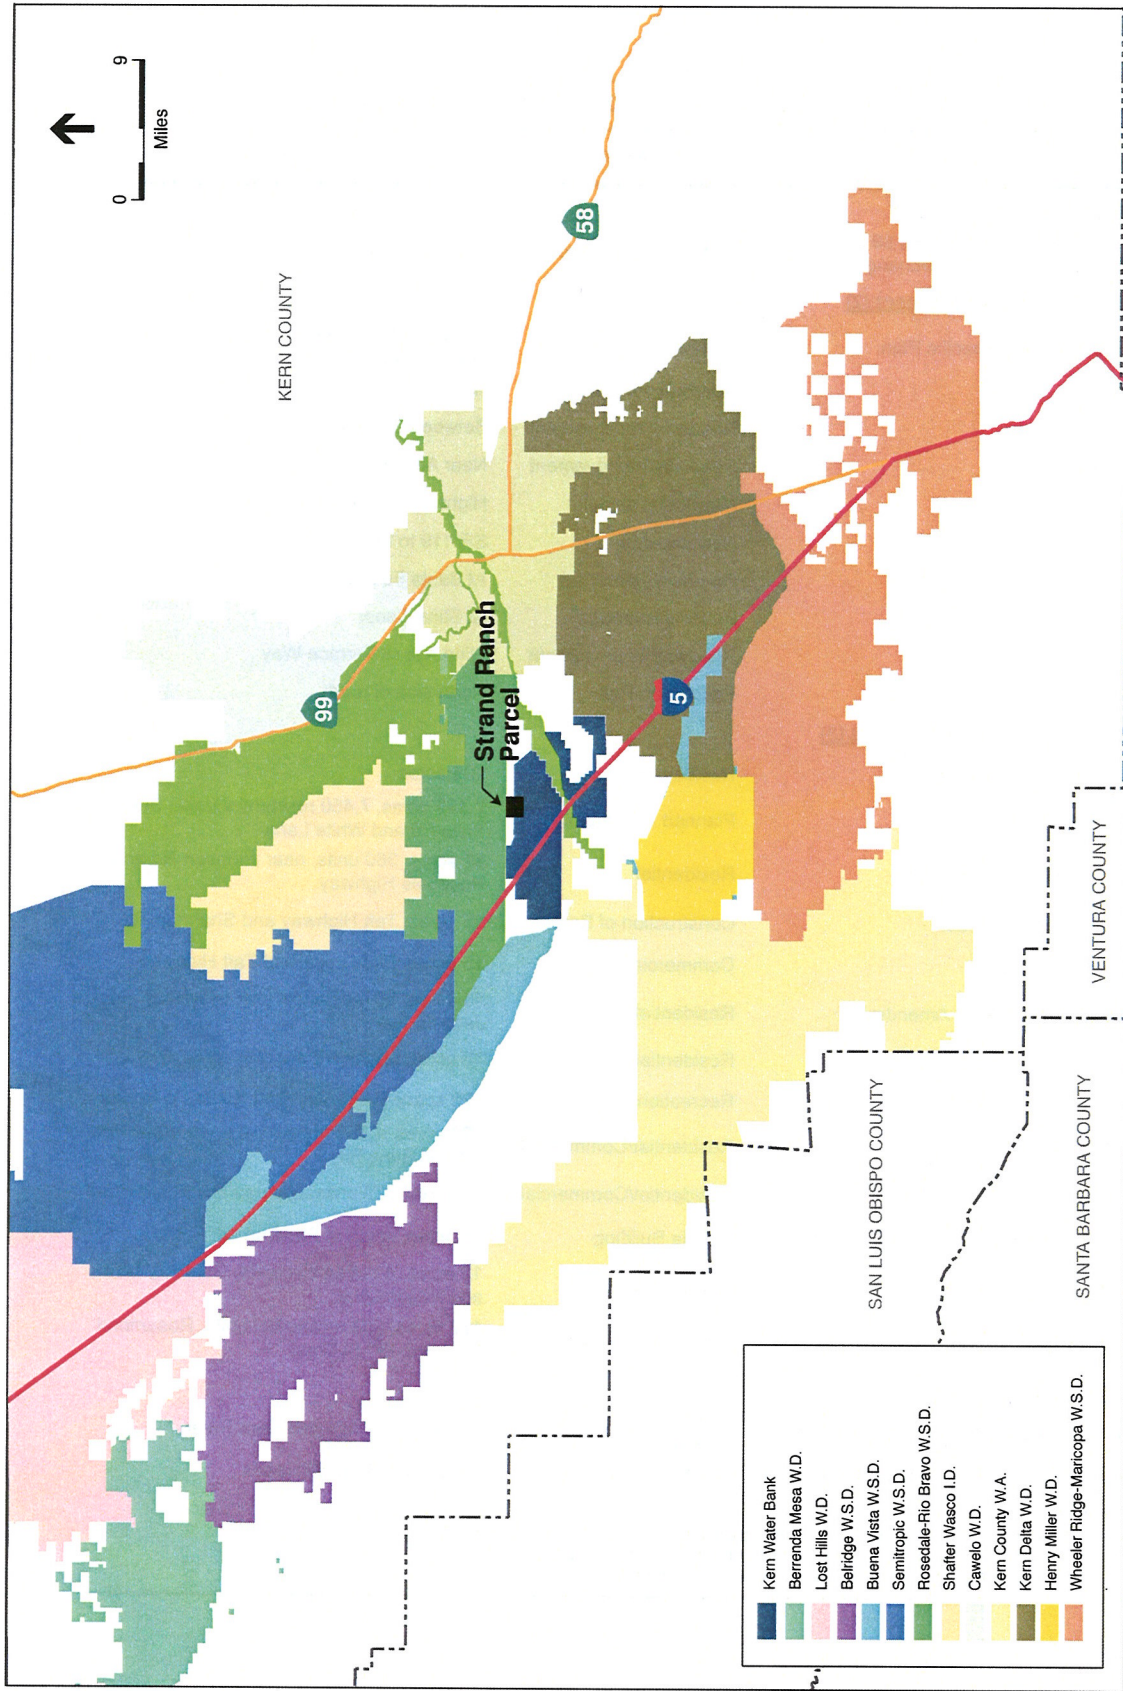 0 9
Miles
KERN COUNTY
99
58
Strand Ranch
Parcel
5
SAN LUIS OBISPO COUNTY
SANTA BARBARA COUNTY
VENTURA COUNTY
Kern Water Bank
Berrenda Mesa W.D.
Lost Hills W.D.
Belridge W.S.D.
Buena Vista W.S.D.
Semitropic W.S.D.
Rosedale-Rio Bravo W.S.D.
Shafter Wasco I.D.
Cawelo W.D.
Kern County W.A.
Kern Delta W.D.
Henry Miller W.D.
Wheeler Ridge-Maricopa W.S.D.